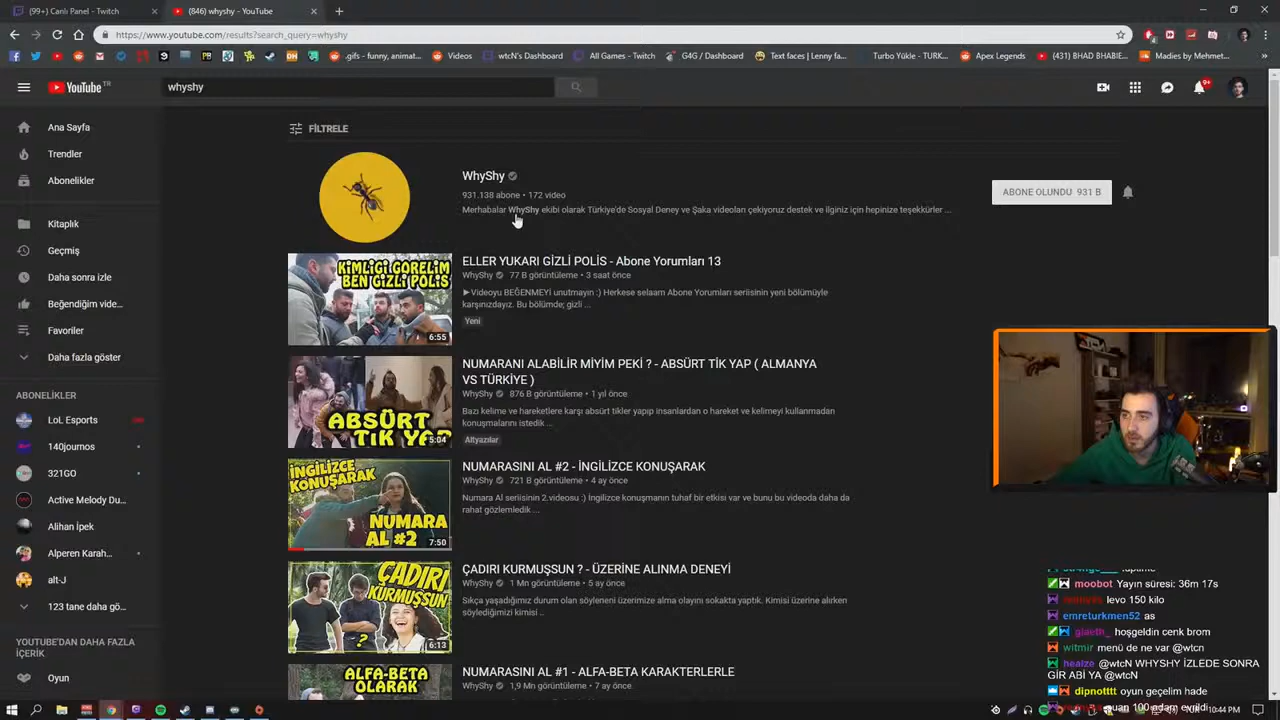 (99+) Canlı Panel - Twitch
(846) whyshy - YouTube
https://www.youtube.com/results?search_query=whyshy
.gifs - funny, animat...
Videos
wtcN's Dashboard
All Games - Twitch
G4G / Dashboard
Text faces | Lenny fa...
Turbo Yükle - TURK...
Apex Legends
(431) BHAD BHABIE...
Madies by Mehmet...
YouTube TR
whyshy
9+
Ana Sayfa
Trendler
Abonelikler
Kitaplık
Geçmiş
Daha sonra izle
Beğendiğim vide...
Favoriler
Daha fazla göster
ABONELİKLER
LoL Esports
140journos
321GO
Active Melody Du...
Alihan İpek
Alperen Karah...
alt-J
123 tane daha gö...
YOUTUBE'DAN DAHA FAZLA
İÇERİK
Oyun
FİLTRELE
WhyShy
931.138 abone • 172 video
Merhabalar WhyShy ekibi olarak Türkiye'de Sosyal Deney ve Şaka videoları çekiyoruz destek ve ilginiz için hepinize teşekkürler ...
ABONE OLUNDU 931 B
KİMLİĞİ GÖRELİM
BEN GİZLİ POLİS
6:55
ELLER YUKARI GİZLİ POLİS - Abone Yorumları 13
WhyShy 77 B görüntüleme • 3 saat önce
►Videoyu BEĞENMEYİ unutmayın :) Herkese selaam Abone Yorumları seriisinin yeni bölümüyle
karşınızdayız. Bu bölümde; gizli ...
Yeni
ABSÜRT
TİK YAP
5:04
NUMARANI ALABİLİR MİYİM PEKİ ? - ABSÜRT TİK YAP ( ALMANYA
VS TÜRKİYE )
WhyShy 876 B görüntüleme • 1 yıl önce
Bazı kelime ve hareketlere karşı absürt tikler yapıp insanlardan o hareket ve kelimeyi kullanmadan
konuşmalarını istedik ...
Altyazılar
İNGİLİZCE
KONUŞARAK
NUMARA
AL #2
7:50
NUMARASINI AL #2 - İNGİLİZCE KONUŞARAK
WhyShy 721 B görüntüleme • 4 ay önce
Numara Al seriisinin 2.videosu :) İngilizce konuşmanın tuhaf bir etkisi var ve bunu bu videoda daha da
rahat gözlemledik ...
ÇADIRI
KURMUŞSUN
?
6:13
ÇADIRI KURMUŞSUN ? - ÜZERİNE ALINMA DENEYİ
WhyShy 1 Mn görüntüleme • 5 ay önce
Sıkça yaşadığımız durum olan söyleneni üzerimize alma olayını sokakta yaptık. Kimisi üzerine alırken
söylediğimizi kimisi ...
ALFA-BETA
OLARAK
NUMARASINI AL #1 - ALFA-BETA KARAKTERLERLE
WhyShy 1,9 Mn görüntüleme • 7 ay önce
moobot Yayın süresi: 36m 17s
levo 150 kilo
emreturkmen52 as
glaeth_ hoşgeldin cenk brom
witmir menü de ne var @wtcn
healze @wtcN WHYSHY İZLEDE SONRA
GİR ABİ YA @wtcN
dipnotttt oyun geçelim hade
10:44 PM